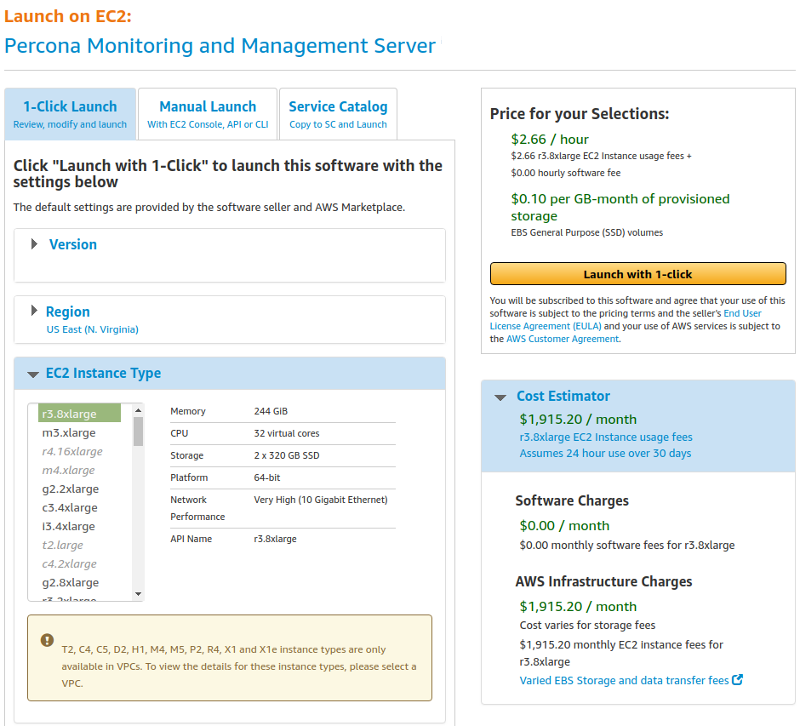 Launch on EC2:
Percona Monitoring and Management Server
1-Click Launch
Review, modify and launch
Manual Launch
With EC2 Console, API or CLI
Service Catalog
Copy to SC and Launch
Click "Launch with 1-Click" to launch this software with the
settings below
The default settings are provided by the software seller and AWS Marketplace.
Version
Region
US East (N. Virginia)
EC2 Instance Type
r3.8xlarge
m3.xlarge
r4.16xlarge
m4.xlarge
g2.2xlarge
c3.4xlarge
i3.4xlarge
t2.large
c4.2xlarge
g2.8xlarge
r3.2xlarge
Memory 244 GiB
CPU 32 virtual cores
Storage 2 x 320 GB SSD
Platform 64-bit
Network Very High (10 Gigabit Ethernet)
Performance
API Name r3.8xlarge
T2, C4, C5, D2, H1, M4, M5, P2, R4, X1 and X1e instance types are only
available in VPCs. To view the details for these instance types, please select a
VPC.
Price for your Selections:
$2.66 / hour
$2.66 r3.8xlarge EC2 Instance usage fees +
$0.00 hourly software fee
$0.10 per GB-month of provisioned
storage
EBS General Purpose (SSD) volumes
Launch with 1-click
You will be subscribed to this software and agree that your use of this
software is subject to the pricing terms and the seller's End User
License Agreement (EULA) and your use of AWS services is subject to
the AWS Customer Agreement.
Cost Estimator
$1,915.20 / month
r3.8xlarge EC2 Instance usage fees
Assumes 24 hour use over 30 days
Software Charges
$0.00 / month
$0.00 monthly software fees for r3.8xlarge
AWS Infrastructure Charges
$1,915.20 / month
Cost varies for storage fees
$1,915.20 monthly EC2 instance fees for
r3.8xlarge
Varied EBS Storage and data transfer fees